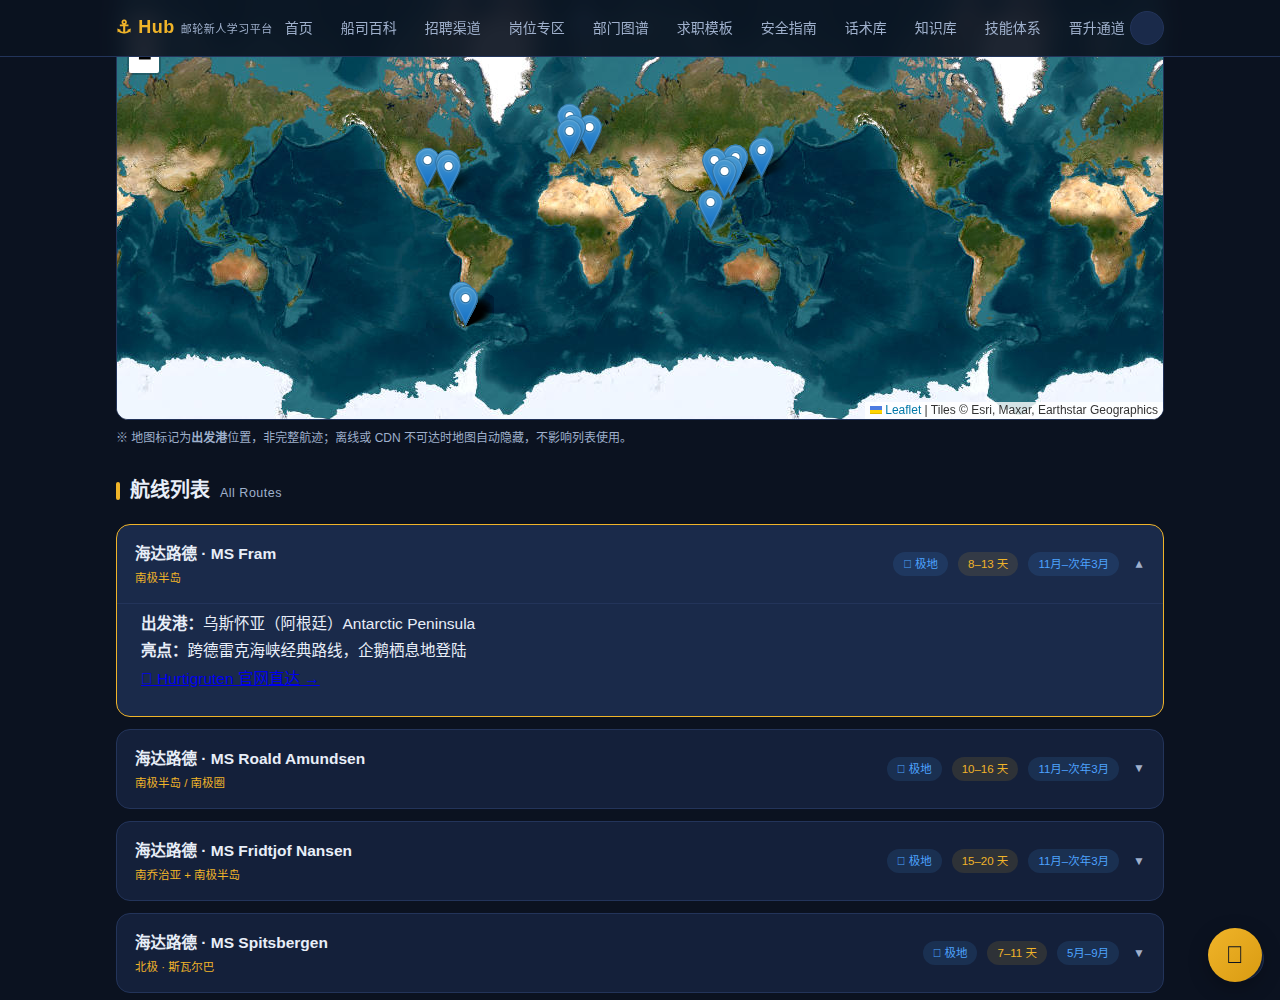 ⚓ Hub 邮轮新人学习平台 首页 船司百科 招聘渠道 岗位专区 部门图谱 求职模板 安全指南 话术库 知识库 技能体系 晋升通道
Leaflet | Tiles © Esri, Maxar, Earthstar Geographics
※ 地图标记为出发港位置，非完整航迹；离线或 CDN 不可达时地图自动隐藏，不影响列表使用。
航线列表 All Routes
海达路德 · MS Fram
南极半岛
极地 8–13 天 11月–次年3月 ▲
出发港：乌斯怀亚（阿根廷）Antarctic Peninsula
亮点：跨德雷克海峡经典路线，企鹅栖息地登陆
Hurtigruten 官网直达 →
海达路德 · MS Roald Amundsen
南极半岛 / 南极圈
极地 10–16 天 11月–次年3月 ▼
海达路德 · MS Fridtjof Nansen
南乔治亚 + 南极半岛
极地 15–20 天 11月–次年3月 ▼
海达路德 · MS Spitsbergen
北极 · 斯瓦尔巴
极地 7–11 天 5月–9月 ▼